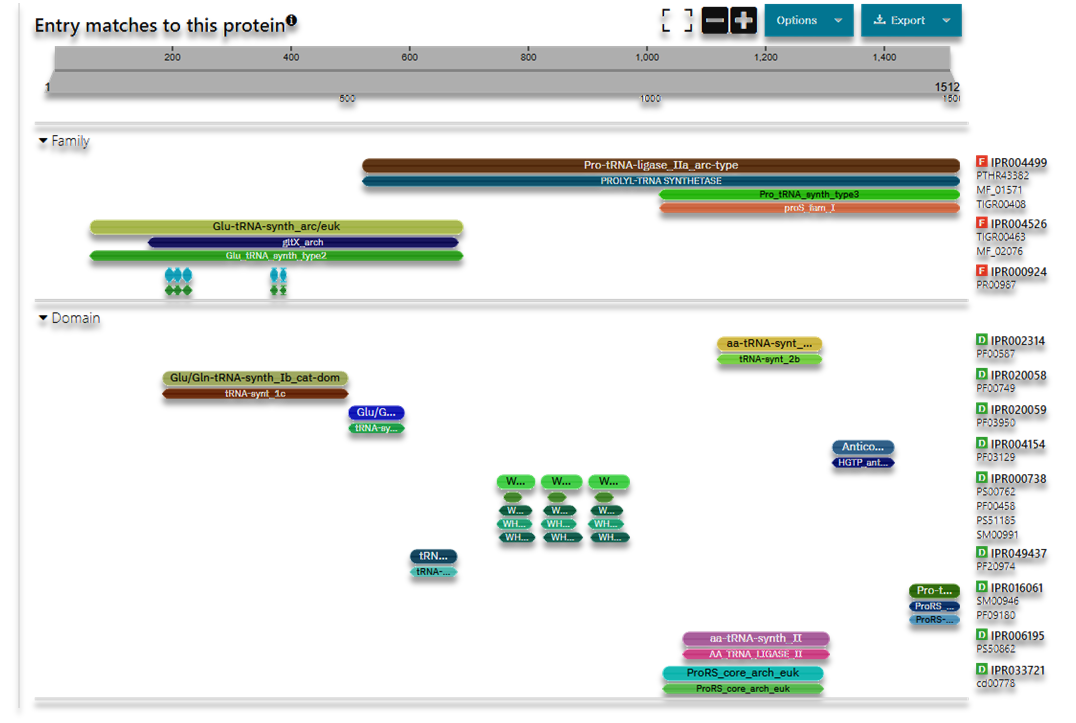 Entry matches to this protein
Options
Export
200 400 600 800 1,000 1,200 1,400
1 1512
500 1000 1500
Family
Pro-tRNA-ligase_IIa_arc-type
F IPR004499
PROLYL-TRNA SYNTHETASE
PTHR43382
Pro_tRNA_synth_type3
MF_01571
proS_fam_I
TIGR00408
Glu-tRNA-synth_arc/euk
F IPR004526
gltX_arch
TIGR00463
Glu_tRNA_synth_type2
MF_02076
F IPR000924
PR00987
Domain
aa-tRNA-synt_...
D IPR002314
tRNA-synt_2b
PF00587
Glu/Gln-tRNA-synth_Ib_cat-dom
D IPR020058
tRNA-synt_1c
PF00749
Glu/G...
D IPR020059
tRNA-sy...
PF03950
Antico...
D IPR004154
HGTP_ant...
PF03129
W... W... W...
D IPR000738
PS00762
W... W... W...
PF00458
WH... WH... WH...
PS51185
WH... WH... WH...
SM00991
tRN...
D IPR049437
tRNA-...
PF20974
Pro-t...
D IPR016061
ProRS_...
SM00946
ProRS-...
PF09180
aa-tRNA-synth_II
D IPR006195
AA_TRNA_LIGASE_II
PS50862
ProRS_core_arch_euk
D IPR033721
ProRS_core_arch_euk
cd00778